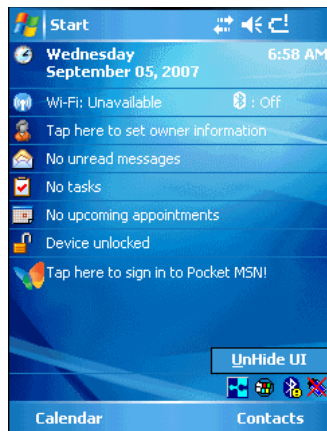 Start
Wednesday 6:58 AM
September 05, 2007
Wi-Fi: Unavailable : Off
Tap here to set owner information
No unread messages
No tasks
No upcoming appointments
Device unlocked
Tap here to sign in to Pocket MSN!
UnHide UI
Calendar Contacts